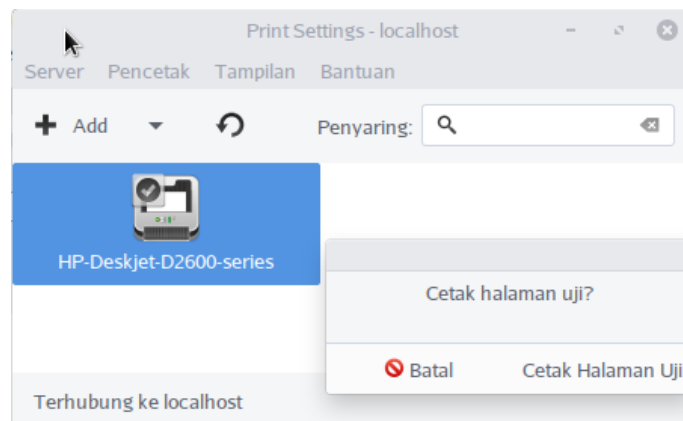 Print Settings - localhost
Server Pencetak Tampilan Bantuan
Add Penyaring:
HP-Deskjet-D2600-series
Cetak halaman uji?
Batal Cetak Halaman Uji
Terhubung ke localhost